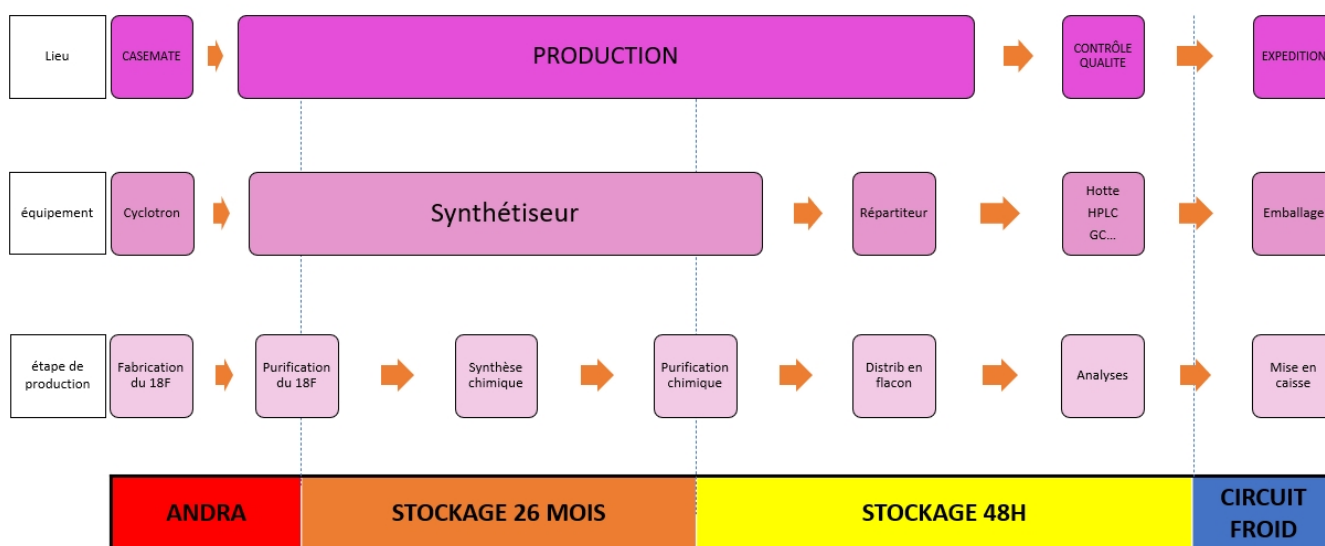 Lieu
CASEMATE
PRODUCTION
CONTRÔLE
QUALITE
EXPEDITION
équipement
Cyclotron
Synthétiseur
Répartiteur
Hotte
HPLC
GC...
Emballage
étape de
production
Fabrication
du 18F
Purification
du 18F
Synthèse
chimique
Purification
chimique
Distrib en
flacon
Analyses
Mise en
caisse
ANDRA
STOCKAGE 26 MOIS
STOCKAGE 48H
CIRCUIT
FROID